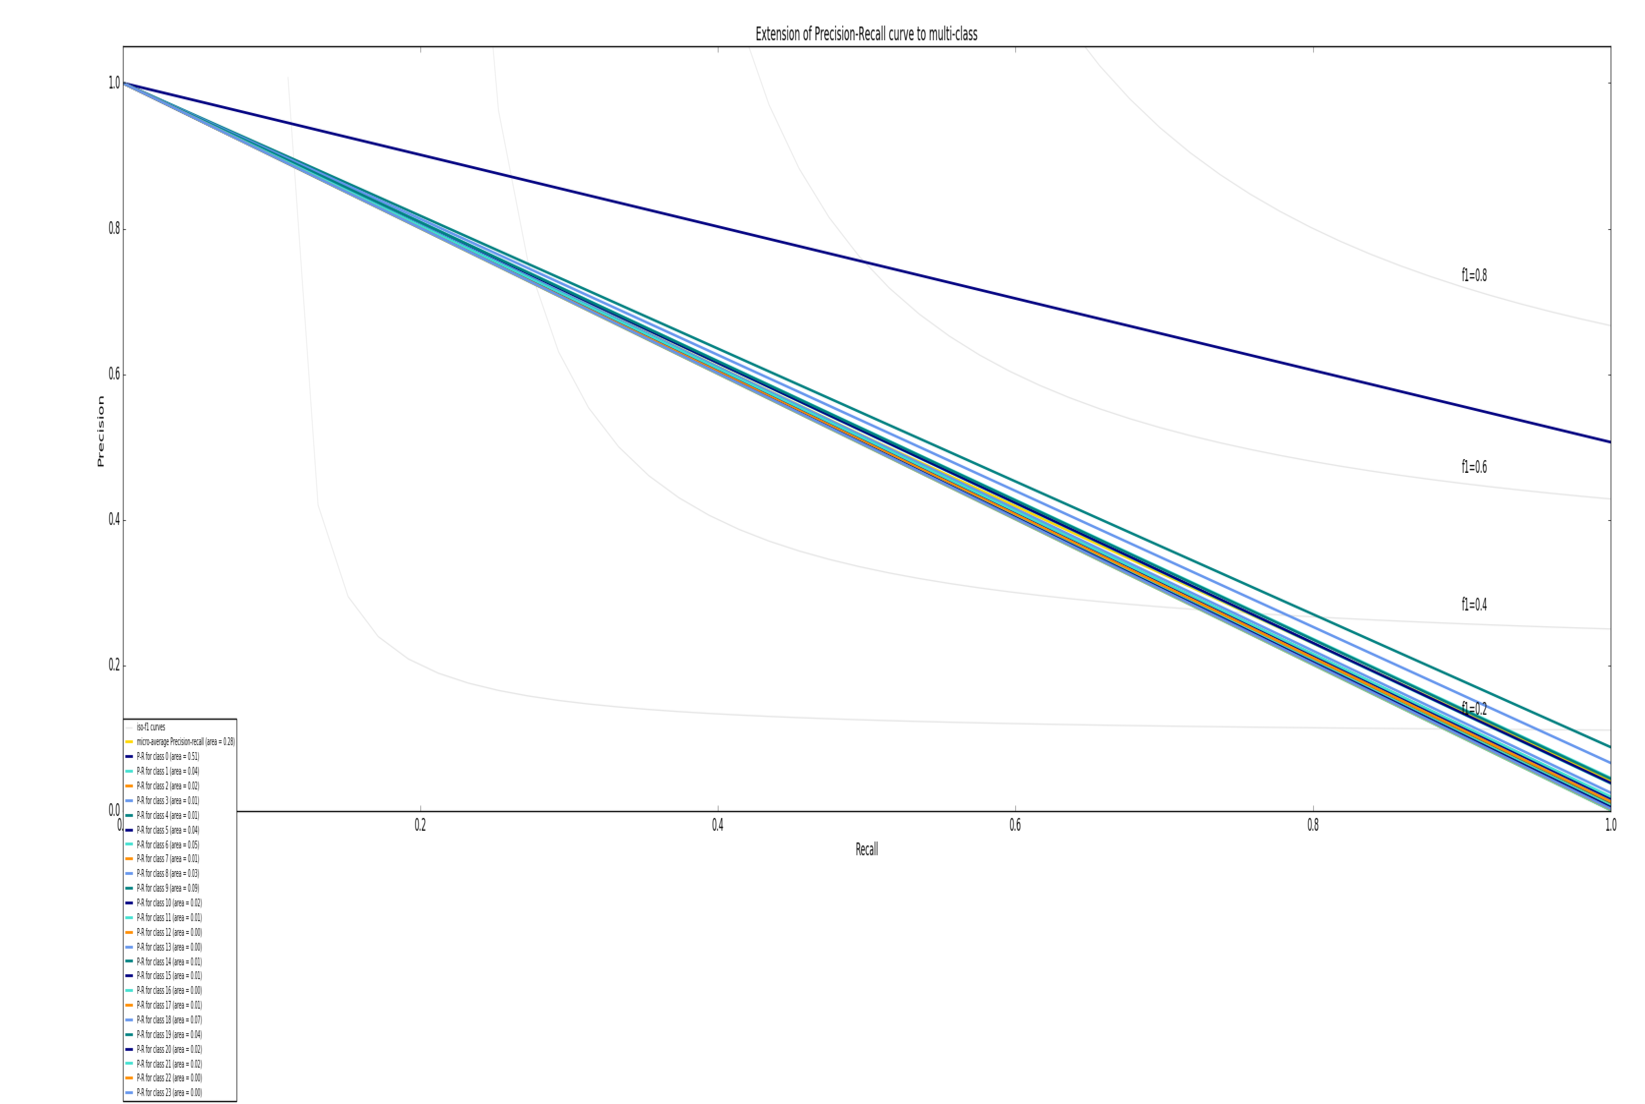 Extension of Precision-Recall curve to multi-class
1.0
0.8
0.6
0.4
0.2
0.0
Precision
f1=0.8
f1=0.6
f1=0.4
f1=0.2
0.
0.2
0.4
0.6
0.8
1.0
Recall
iso-f1 curves
micro-average Precision-recall (area = 0.28)
P-R for class 0 (area = 0.51)
P-R for class 1 (area = 0.04)
P-R for class 2 (area = 0.02)
P-R for class 3 (area = 0.01)
P-R for class 4 (area = 0.01)
P-R for class 5 (area = 0.04)
P-R for class 6 (area = 0.05)
P-R for class 7 (area = 0.01)
P-R for class 8 (area = 0.03)
P-R for class 9 (area = 0.09)
P-R for class 10 (area = 0.02)
P-R for class 11 (area = 0.01)
P-R for class 12 (area = 0.00)
P-R for class 13 (area = 0.00)
P-R for class 14 (area = 0.01)
P-R for class 15 (area = 0.01)
P-R for class 16 (area = 0.00)
P-R for class 17 (area = 0.01)
P-R for class 18 (area = 0.07)
P-R for class 19 (area = 0.04)
P-R for class 20 (area = 0.02)
P-R for class 21 (area = 0.02)
P-R for class 22 (area = 0.00)
P-R for class 23 (area = 0.00)